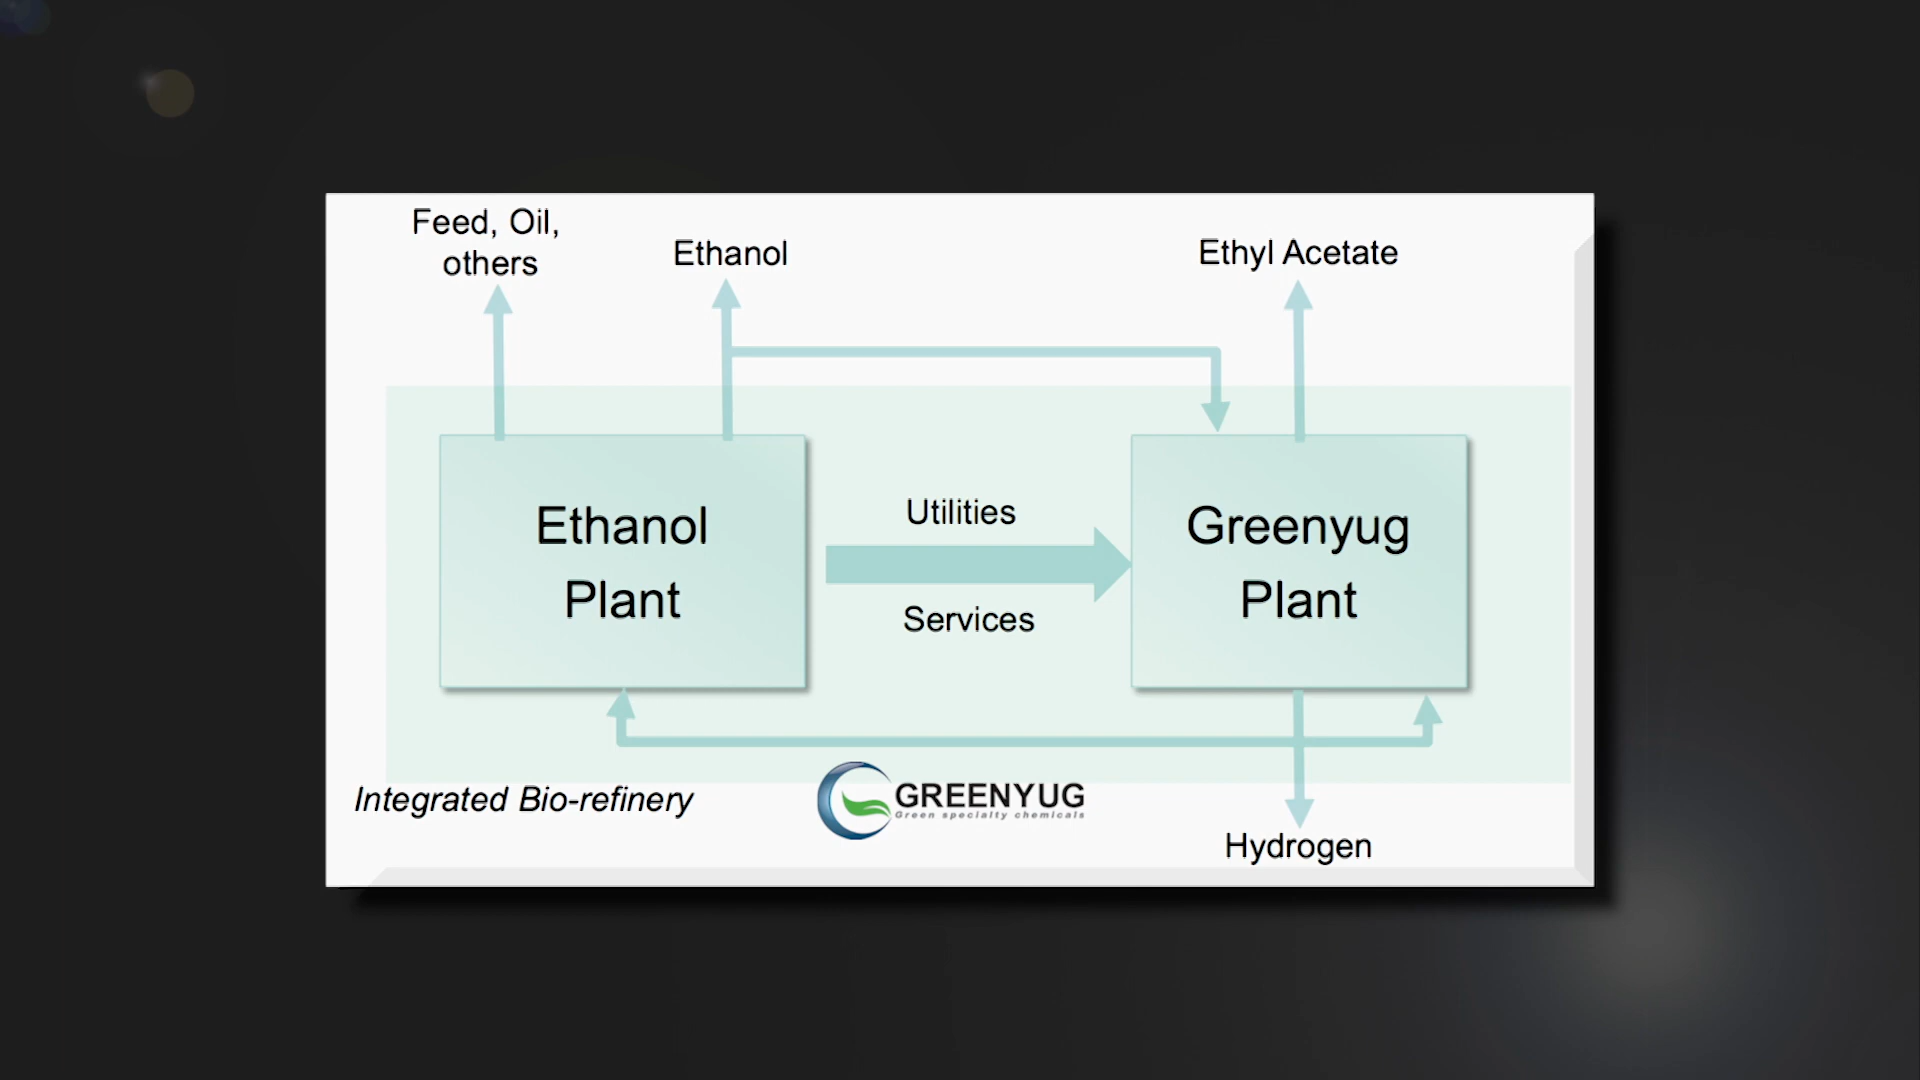 Feed, Oil,
others
Ethanol
Ethyl Acetate
Ethanol
Plant
Utilities
Services
Greenyug
Plant
Integrated Bio-refinery
GREENYUG
Green specialty chemicals
Hydrogen